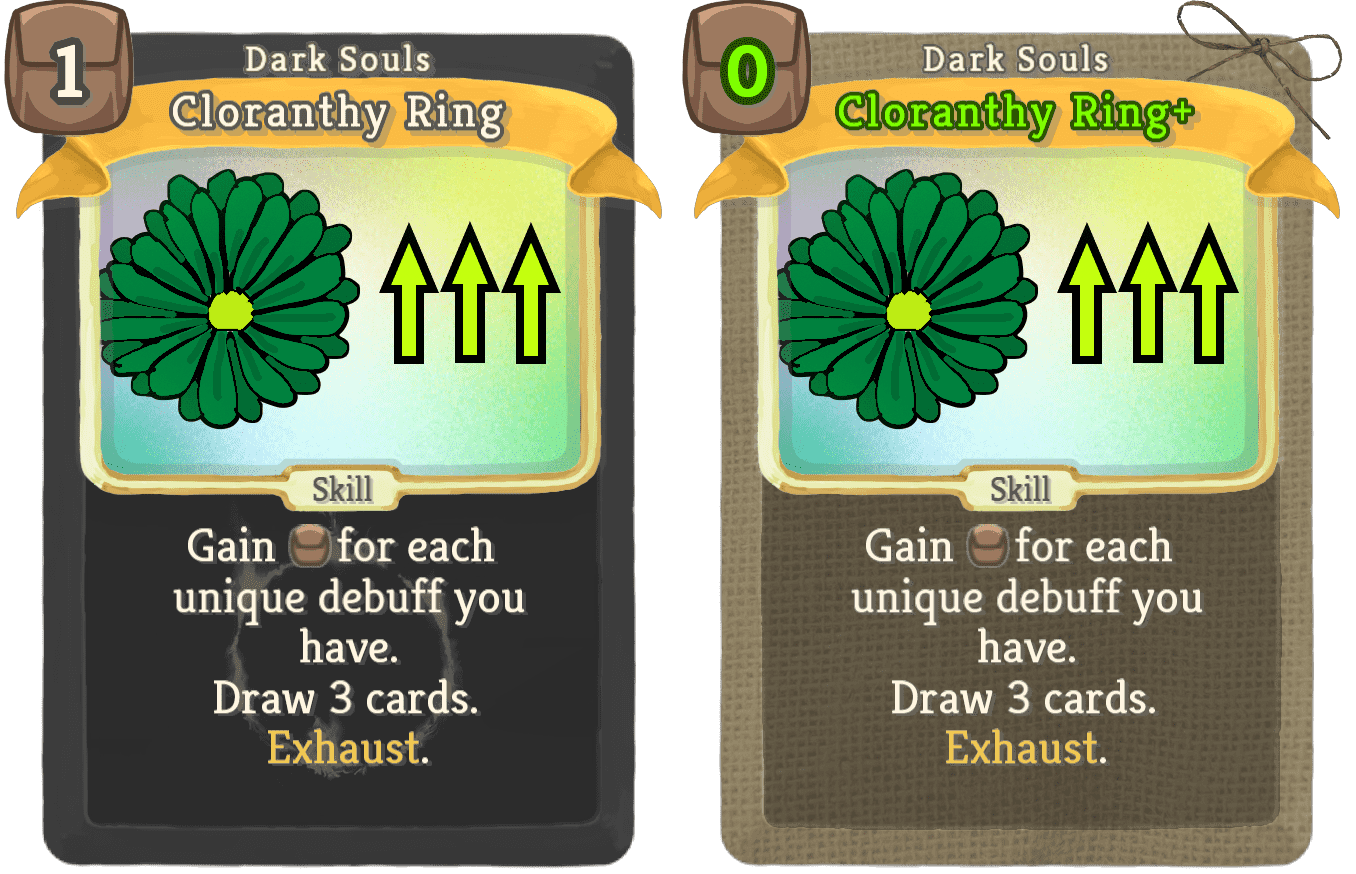 1
Dark Souls
Cloranthy Ring
Skill
Gain for each
unique debuff you
have.
Draw 3 cards.
Exhaust.
0
Dark Souls
Cloranthy Ring+
Skill
Gain for each
unique debuff you
have.
Draw 3 cards.
Exhaust.